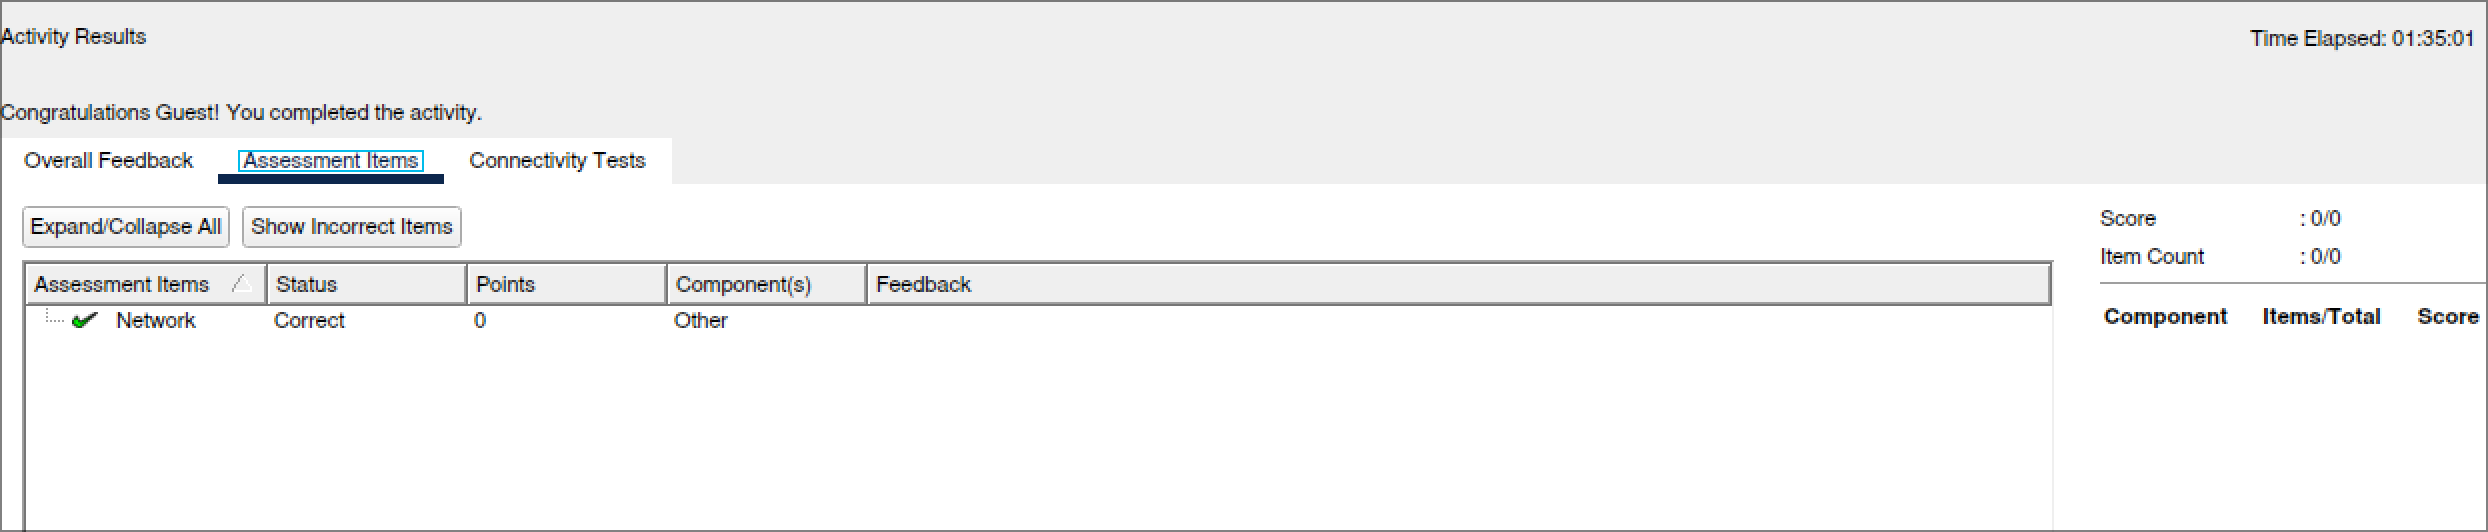 Activity Results
Time Elapsed: 01:35:01
Congratulations Guest! You completed the activity.
Overall Feedback Assessment Items Connectivity Tests
Expand/Collapse All Show Incorrect Items
Score : 0/0
Item Count : 0/0
Assessment Items Status Points Component(s) Feedback
Network Correct 0 Other
Component Items/Total Score